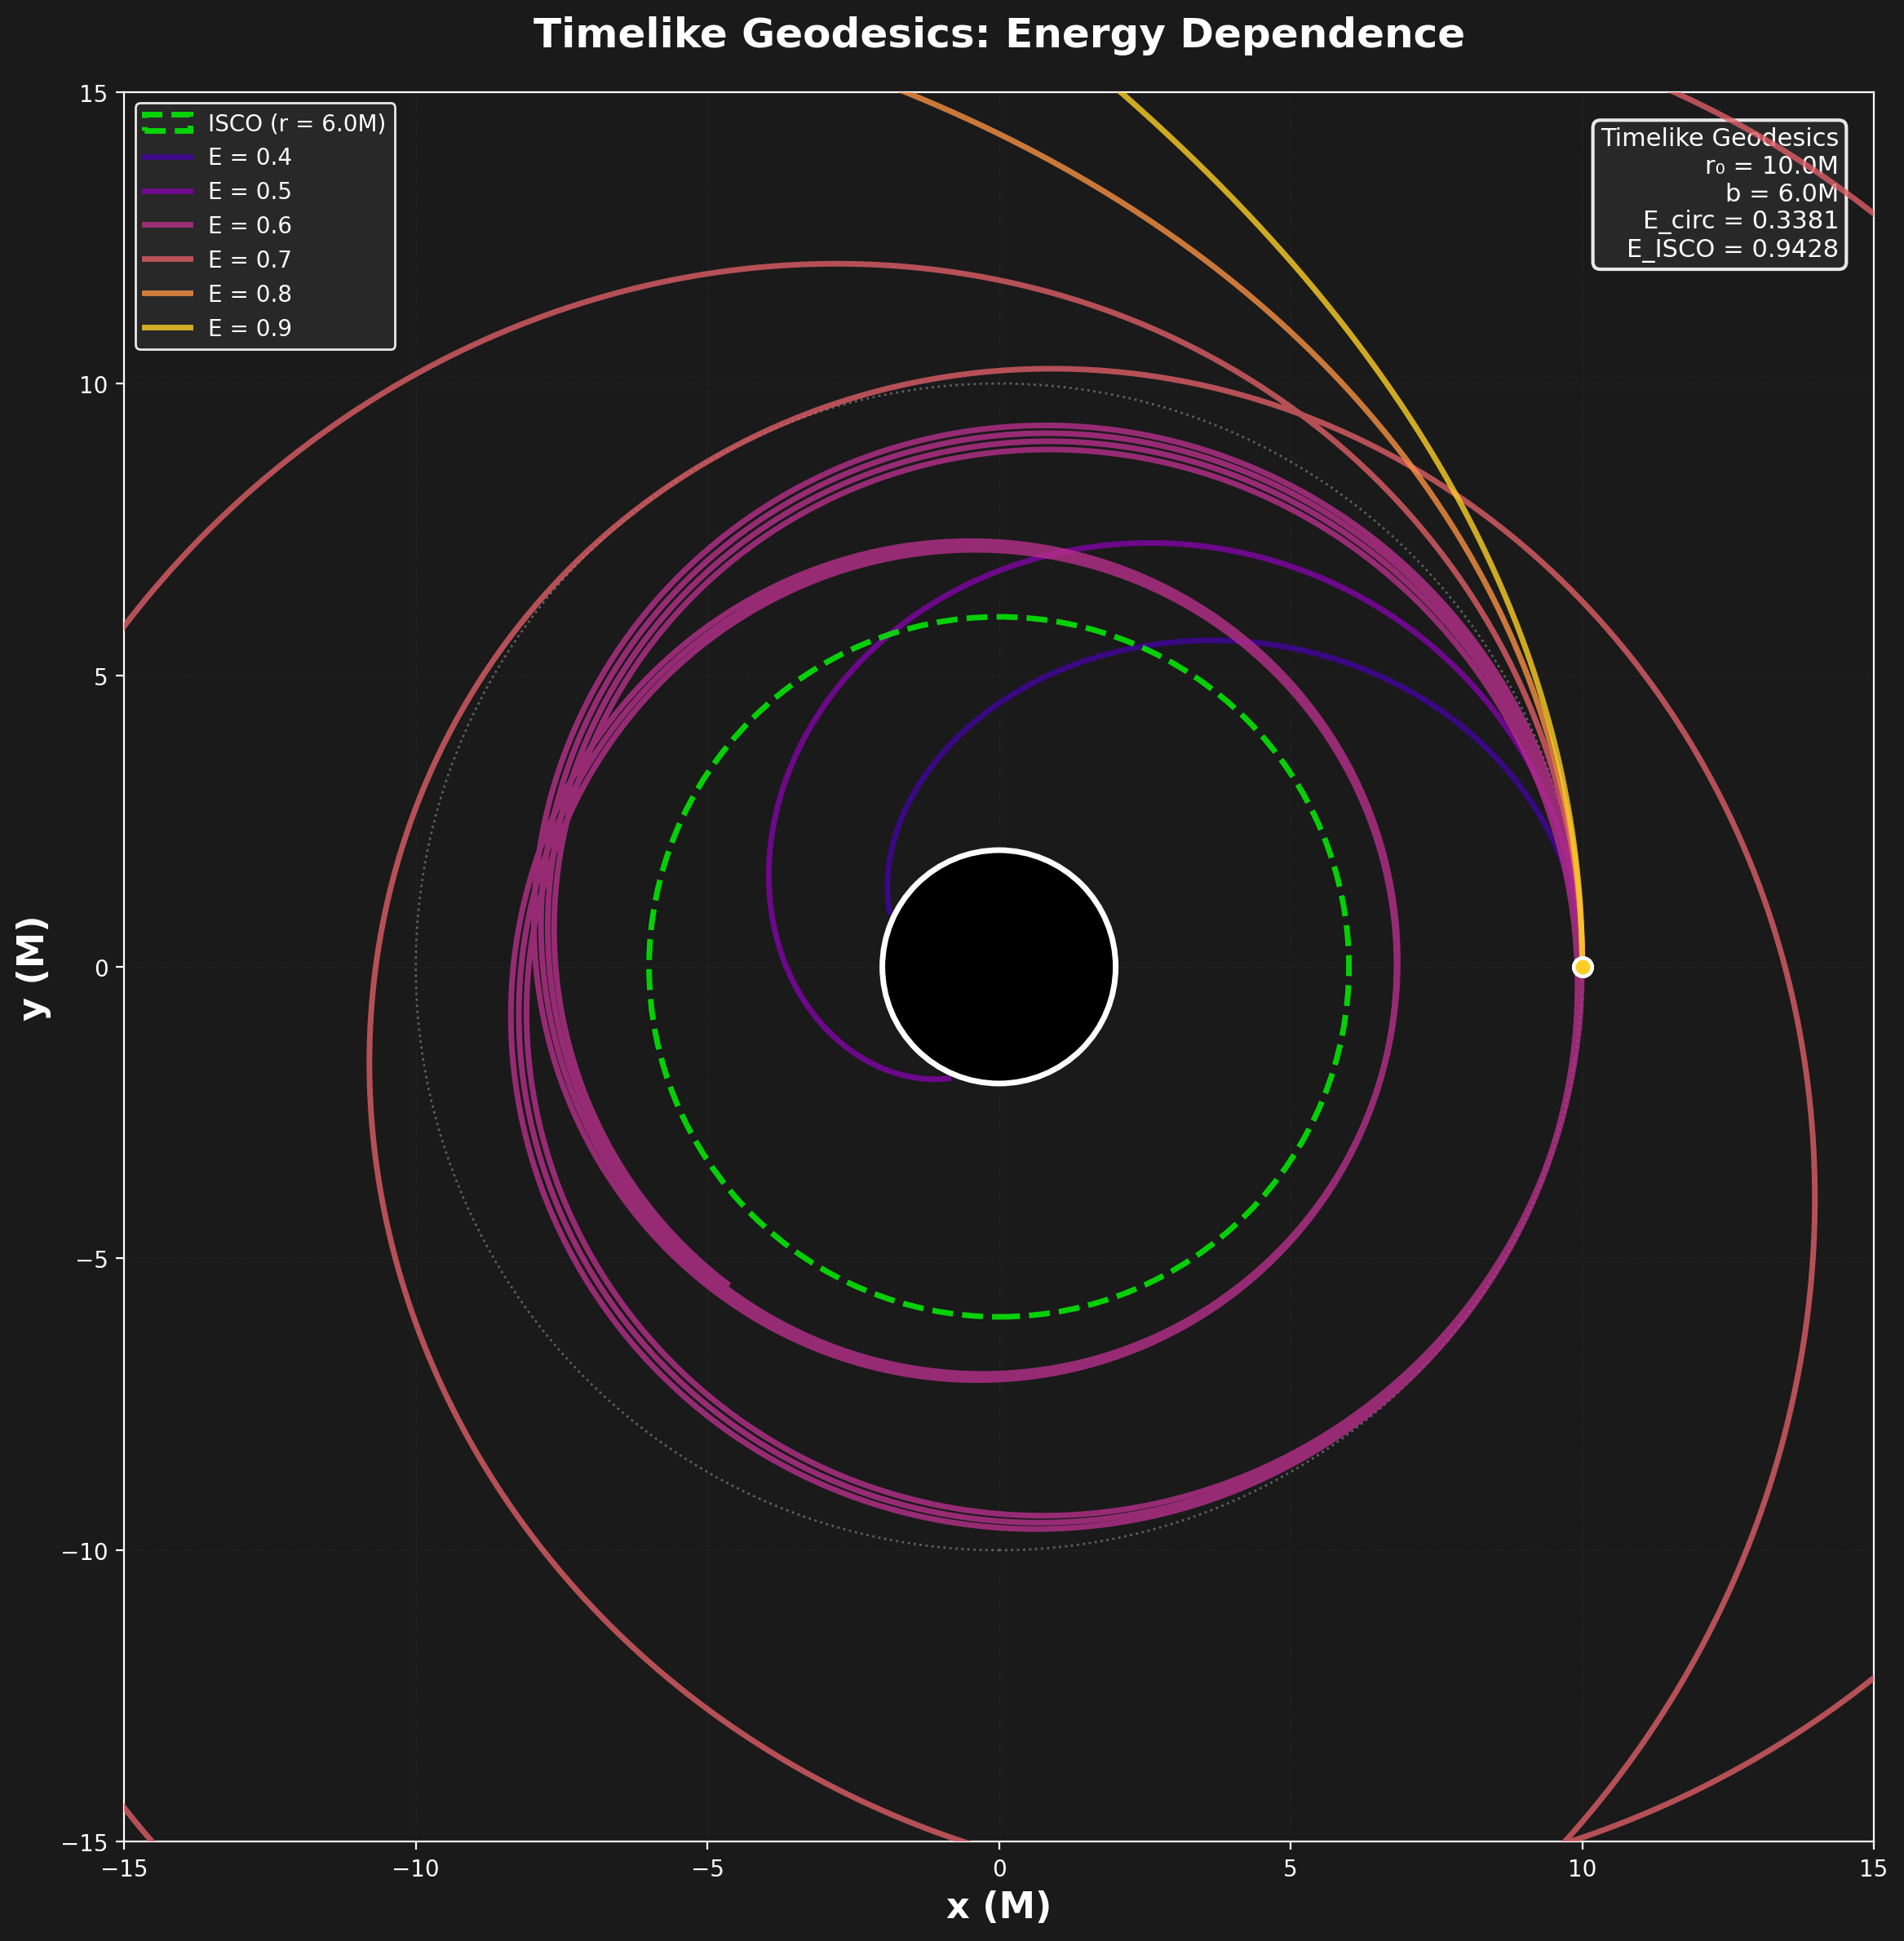 Timelike Geodesics: Energy Dependence
ISCO (r = 6.0M)
E = 0.4
E = 0.5
E = 0.6
E = 0.7
E = 0.8
E = 0.9
Timelike Geodesics
r₀ = 10.0M
b = 6.0M
E_circ = 0.3381
E_ISCO = 0.9428
15
10
5
0
−5
−10
−15
y (M)
−15
−10
−5
0
5
10
15
x (M)